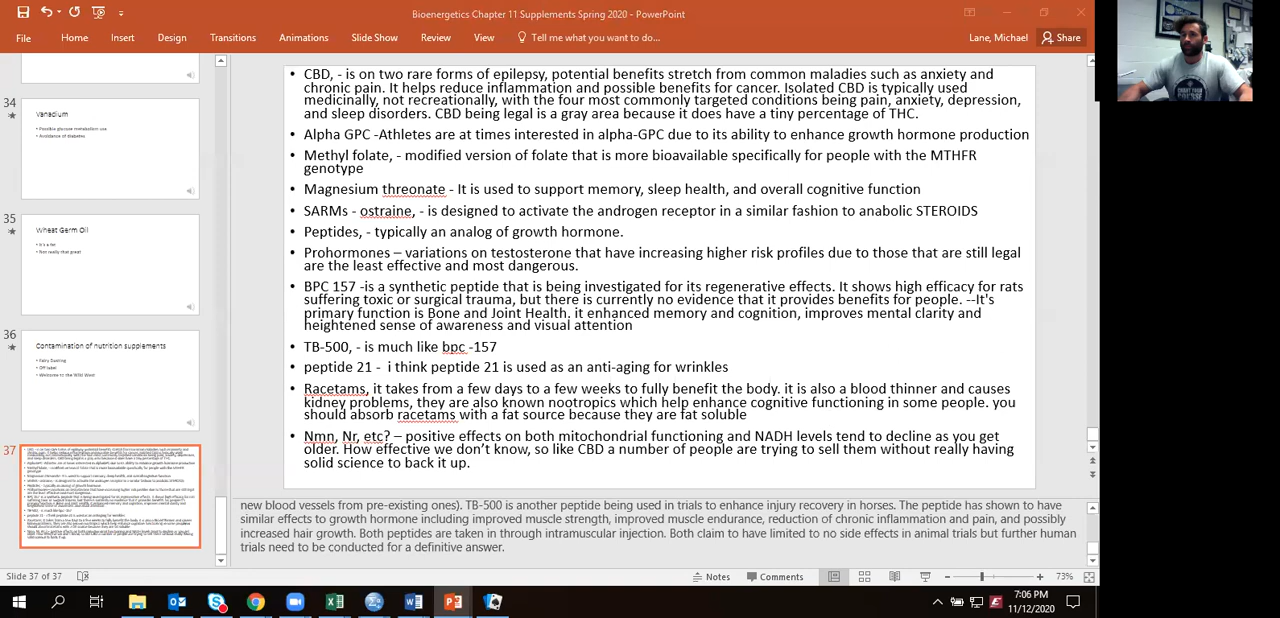 Bioenergetics Chapter 11 Supplements Spring 2020 - PowerPoint
File Home Insert Design Transitions Animations Slide Show Review View Tell me what you want to do... Lane, Michael Share
34
Vanadium
• Possible glucose metabolism use
• Avoidance of diabetes
35
Wheat Germ Oil
• It's a fat
• Not really that great
36
Contamination of nutrition supplements
• Fairy Dusting
• Off label
• Welcome to the Wild West
37
• CBD, - is on two rare forms of epilepsy, potential benefits stretch from common maladies such as anxiety and
chronic pain. It helps reduce inflammation and possible benefits for cancer. Isolated CBD is typically used
medicinally, not recreationally, with the four most commonly targeted conditions being pain, anxiety, depression,
and sleep disorders. CBD being legal is a gray area because it does have a tiny percentage of THC.
• Alpha GPC -Athletes are at times interested in alpha-GPC due to its ability to enhance growth hormone production
• Methyl folate, - modified version of folate that is more bioavailable specifically for people with the MTHFR
genotype
• Magnesium threonate - It is used to support memory, sleep health, and overall cognitive function
• SARMs - ostraine, - is designed to activate the androgen receptor in a similar fashion to anabolic STEROIDS
• Peptides, - typically an analog of growth hormone.
• Prohormones – variations on testosterone that have increasing higher risk profiles due to those that are still legal
are the least effective and most dangerous.
• BPC 157 -is a synthetic peptide that is being investigated for its regenerative effects. It shows high efficacy for rats
suffering toxic or surgical trauma, but there is currently no evidence that it provides benefits for people. --It's
primary function is Bone and Joint Health. it enhanced memory and cognition, improves mental clarity and
heightened sense of awareness and visual attention
• TB-500, - is much like bpc -157
• peptide 21 - i think peptide 21 is used as an anti-aging for wrinkles
• Racetams, it takes from a few days to a few weeks to fully benefit the body. it is also a blood thinner and causes
kidney problems, they are also known nootropics which help enhance cognitive functioning in some people. you
should absorb racetams with a fat source because they are fat soluble
• Nmn, Nr, etc? – positive effects on both mitochondrial functioning and NADH levels tend to decline as you get
older. How effective we don't know, so like CBD a number of people are trying to sell them without really having
solid science to back it up.
new blood vessels from pre-existing ones). TB-500 is another peptide being used in trials to enhance injury recovery in horses. The peptide has shown to have
similar effects to growth hormone including improved muscle strength, improved muscle endurance, reduction of chronic inflammation and pain, and possibly
increased hair growth. Both peptides are taken in through intramuscular injection. Both claim to have limited to no side effects in animal trials but further human
trials need to be conducted for a definitive answer.
Slide 37 of 37 Notes Comments 73%
7:06 PM
11/12/2020